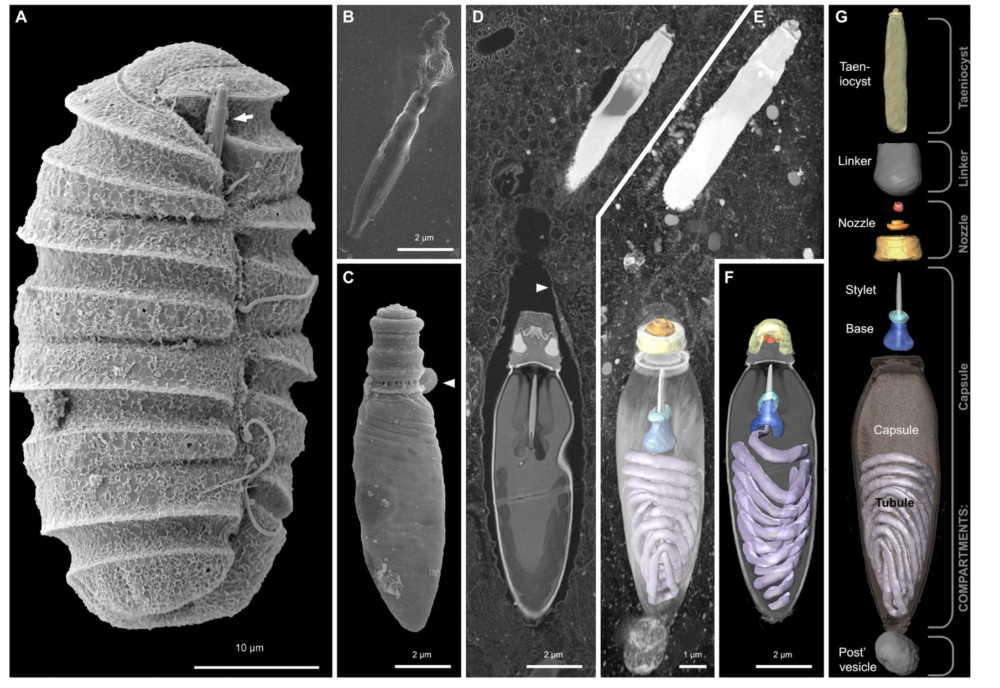 A
10 µm
B
2 µm
C
2 µm
D
2 µm
E
1 µm
F
2 µm
G
Taen-
iocyst
Taeniocyst
Linker
Linker
Nozzle
Nozzle
Stylet
Base
Capsule
Capsule
Tubule
COMPARTMENTS:
Post’
vesicle